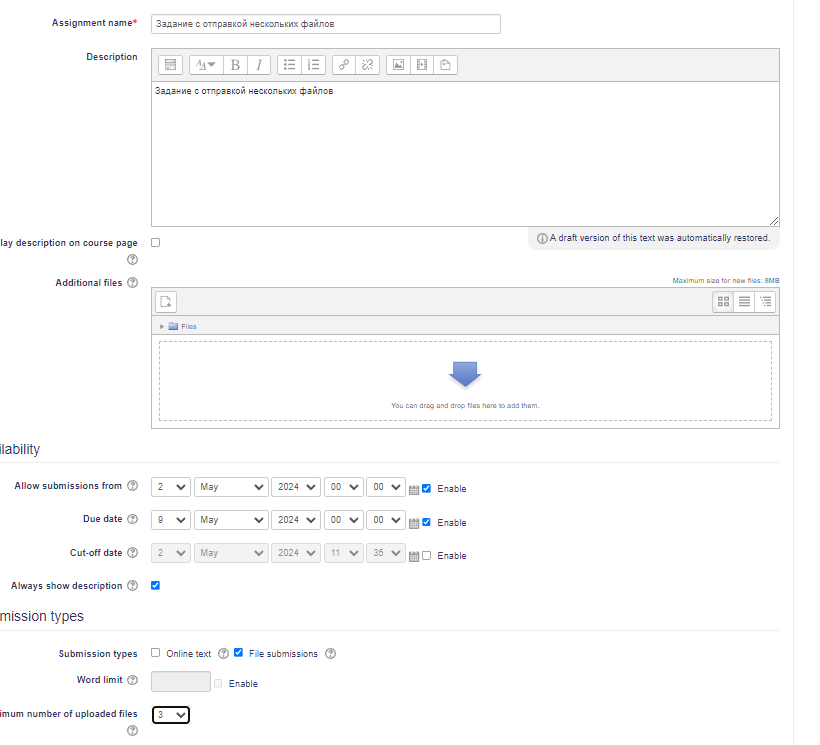 Assignment name*
Задание с отправкой нескольких файлов
Description
B I
Задание с отправкой нескольких файлов
lay description on course page
A draft version of this text was automatically restored.
Additional files
Maximum size for new files: 8MB
Files
You can drag and drop files here to add them.
ilability
Allow submissions from 2 May 2024 00 00 Enable
Due date 9 May 2024 00 00 Enable
Cut-off date 2 May 2024 11 35 Enable
Always show description
mission types
Submission types Online text File submissions
Word limit Enable
imum number of uploaded files 3